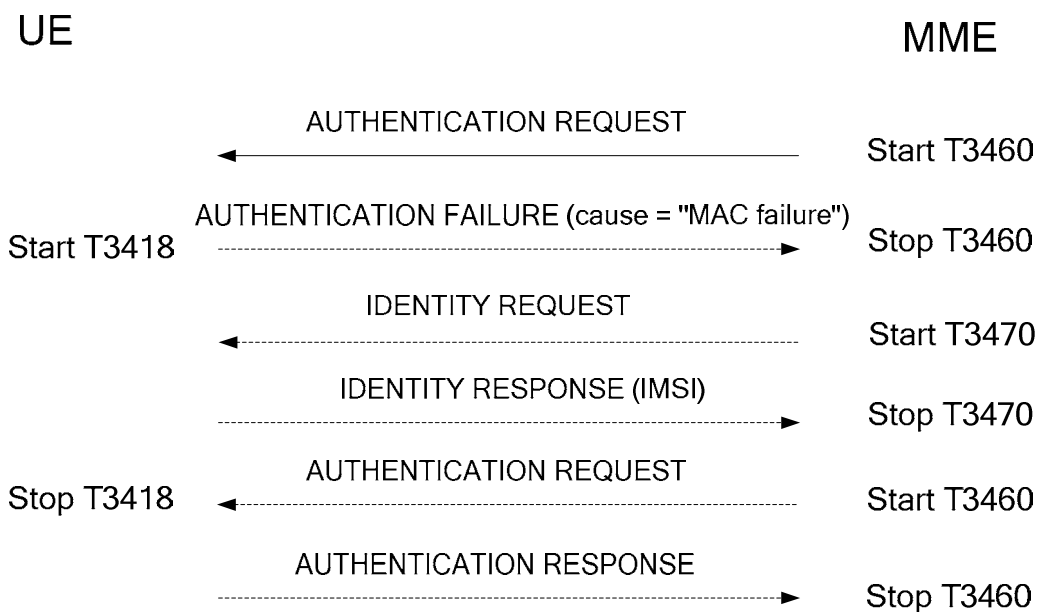 UE
MME
AUTHENTICATION REQUEST
Start T3460
AUTHENTICATION FAILURE (cause = "MAC failure")
Start T3418
Stop T3460
IDENTITY REQUEST
Start T3470
IDENTITY RESPONSE (IMSI)
Stop T3470
AUTHENTICATION REQUEST
Stop T3418
Start T3460
AUTHENTICATION RESPONSE
Stop T3460